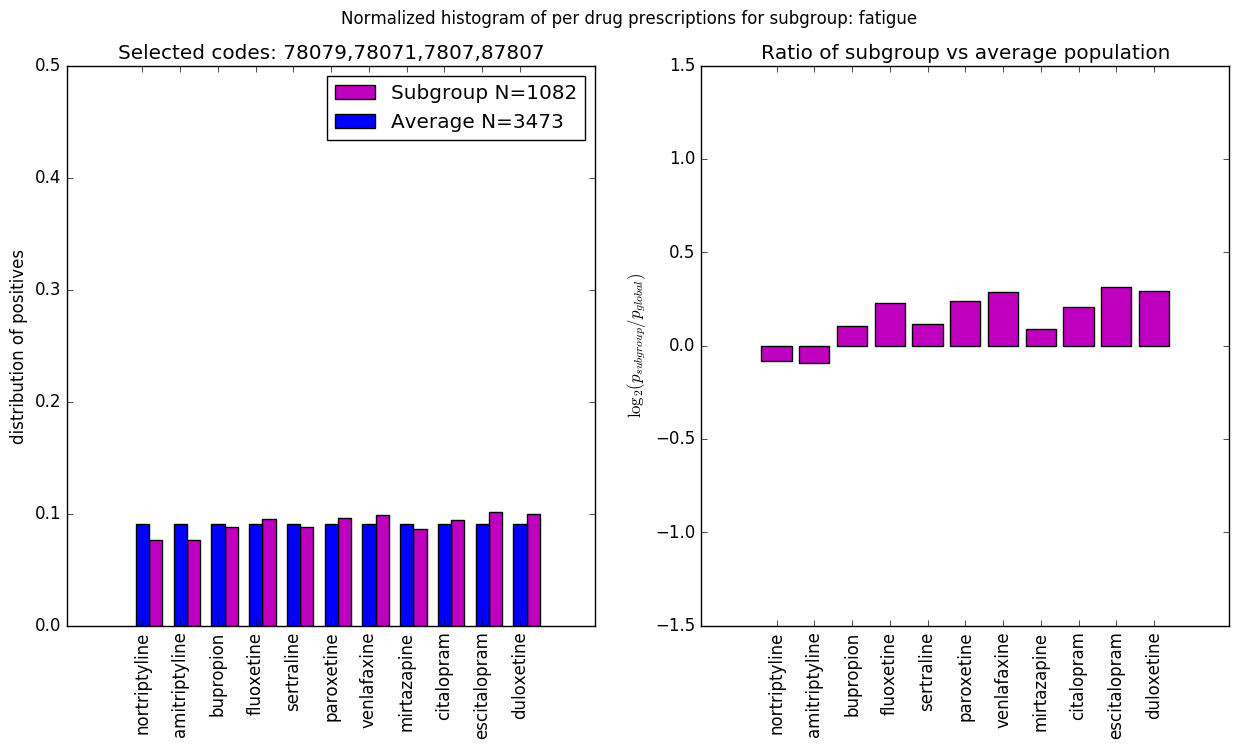 Normalized histogram of per drug prescriptions for subgroup: fatigue
Selected codes: 78079,78071,7807,87807
0.5
0.4
0.3
0.2
0.1
0.0
distribution of positives
Subgroup N=1082
Average N=3473
nortriptyline
amitriptyline
bupropion
fluoxetine
sertraline
paroxetine
venlafaxine
mirtazapine
citalopram
escitalopram
duloxetine
Ratio of subgroup vs average population
1.5
1.0
0.5
0.0
−0.5
−1.0
−1.5
log₂(p_subgroup/p_global)
nortriptyline
amitriptyline
bupropion
fluoxetine
sertraline
paroxetine
venlafaxine
mirtazapine
citalopram
escitalopram
duloxetine